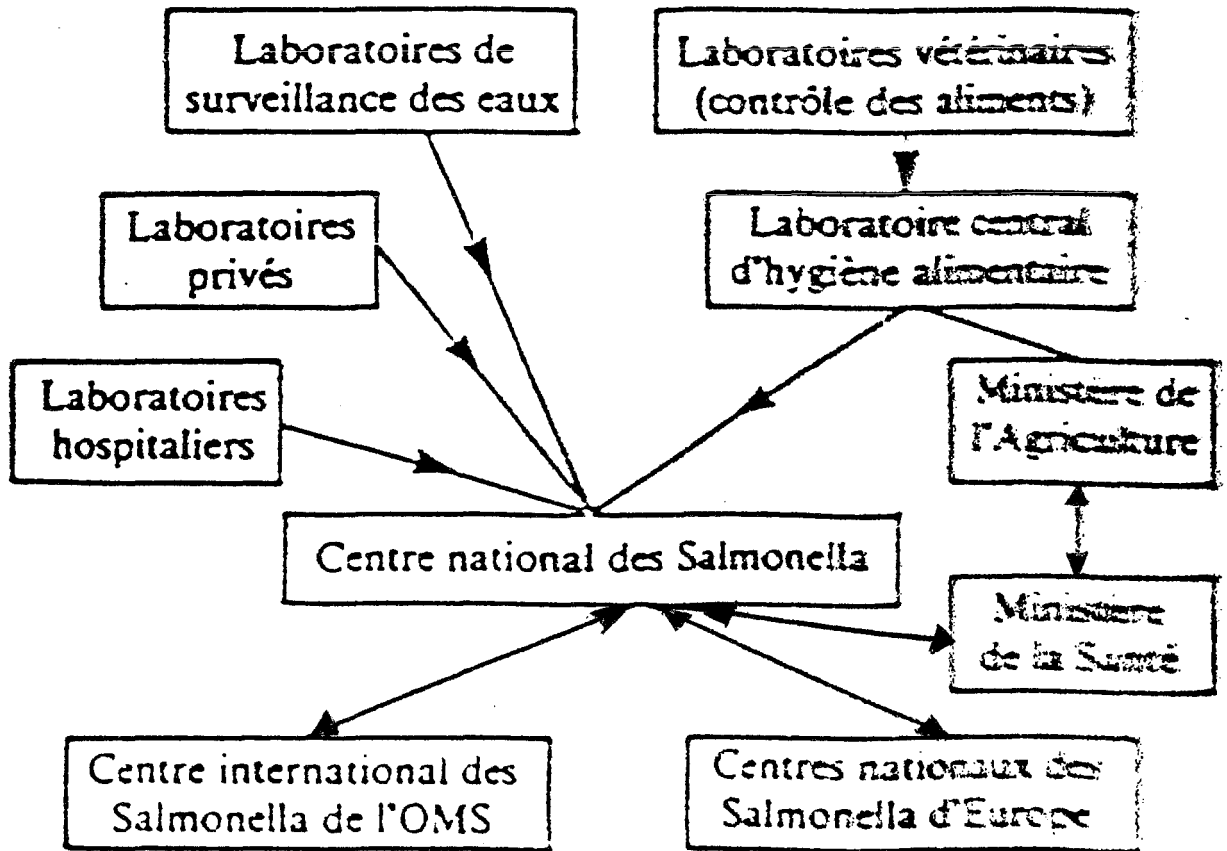 Laboratoires de
surveillance des eaux
Laboratoires vétérinaires
(contrôle des aliments)
Laboratoires
privés
Laboratoire central
d'hygiène alimentaire
Laboratoires
hospitaliers
Ministère de
l'Agriculture
Centre national des Salmonella
Ministère
de la Santé
Centre international des
Salmonella de l'OMS
Centres nationaux des
Salmonella d'Europe